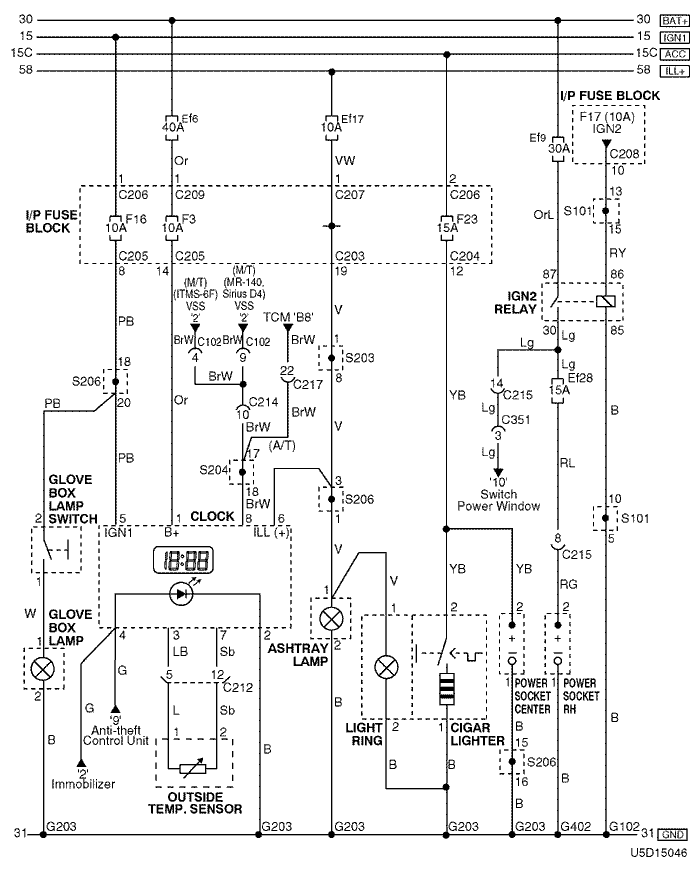 30 30 BAT+
15 15 IGN1
15C 15C ACC
58 58 ILL+
I/P FUSE BLOCK
F17 (10A)
IGN2
C208
10
Ef6
40A
Ef17
10A
Ef9
30A
Or
VW
13
S101
15
OrL
RY
1 1 1 2
C206 C209 C207 C206
I/P FUSE
BLOCK
F16
10A
F3
10A
F23
15A
C205 C205 C203 C204
8 14 19 12
(M/T)
(ITMS-6F)
VSS
'2'
(M/T)
(MR-140,
Sirius D4)
VSS
'2'
TCM 'B8'
87 86
IGN2
RELAY
30 85
PB
V
BrW C102
4
BrW C102
9
BrW
22
C217
BrW
1
S203
8
Lg
Lg
Lg
14
C215
Lg
C351
3
Lg
'10'
Switch
Power Window
Ef28
15A
18
S206
20
PB
Or
BrW
C214
10
BrW
BrW
(A/T)
YB
B
PB
V
RL
17
S204
18
BrW
3
S206
1
10
S101
5
GLOVE
BOX
LAMP
SWITCH
2
1
CLOCK
5 1 8 6
IGN1 B+ ILL (+)
18:88
V
V
YB
YB
8
C215
RG
4 3 7 2
W
GLOVE
BOX
LAMP
1
2
1
2
ASHTRAY
LAMP
1 2
2 2
+
+
1 1
LB Sb
G
5 12
C212
L Sb
1 2
G
'9'
Anti-theft
Control Unit
'2'
Immobilizer
OUTSIDE
TEMP. SENSOR
B
B
B
LIGHT
RING
2
1
CIGAR
LIGHTER
B
B
POWER
SOCKET
CENTER
POWER
SOCKET
RH
B
15
S206
16
B
B
B
31 G203 G203 G203 G203 G203 G402 G102 31 GND
U5D15046